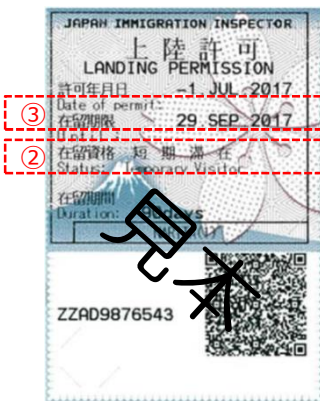 JAPAN IMMIGRATION INSPECTOR
上陸許可
LANDING PERMISSION
許可年月日 -1. JUL. 2017
Date of permit:
③ 在留期限 29. SEP. 2017
Until:
② 在留資格 短期滞在
Status: Temporary Visitor
在留期間
Duration: 90days
見本
ZZAD9876543